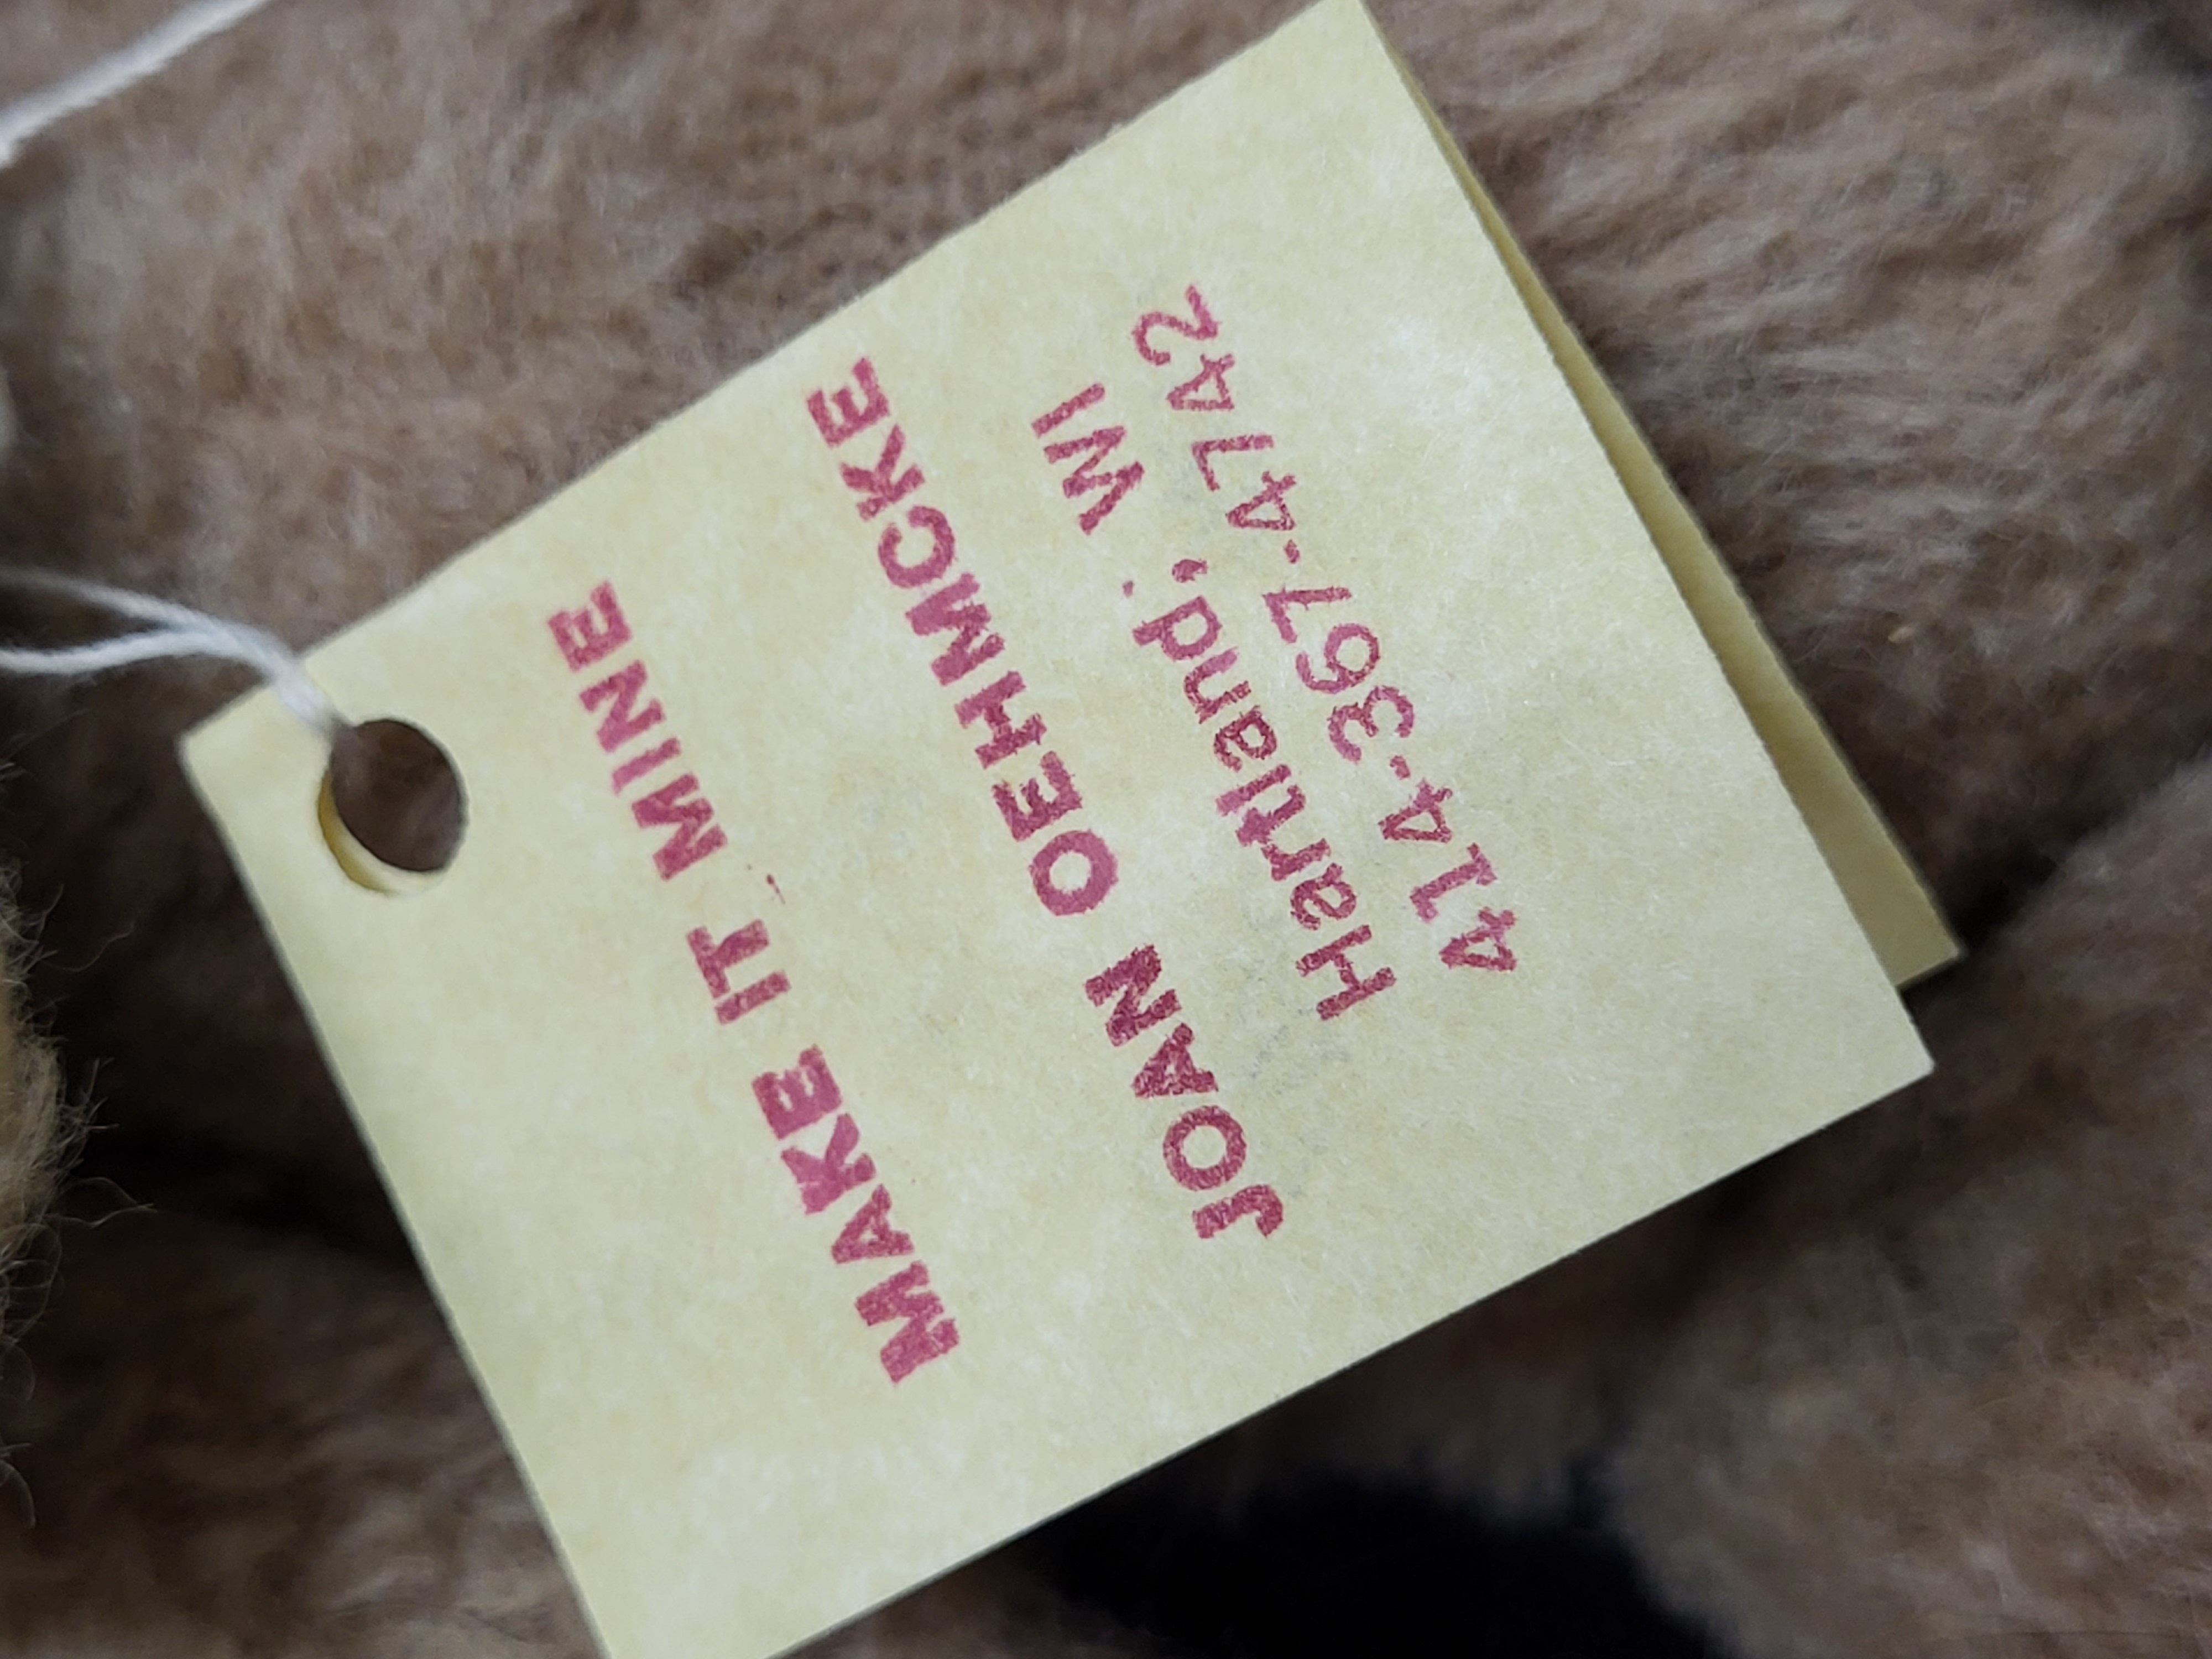 MAKE IT MINE
JOAN OEHMCKE
Hartland, WI
414-367-4742